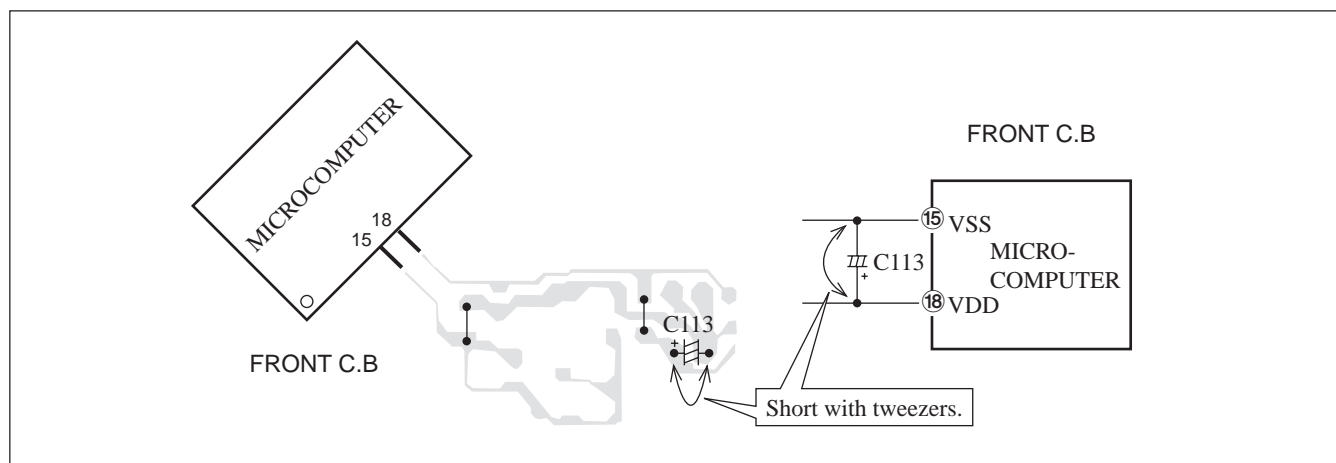 MICROCOMPUTER
18
15
FRONT C.B
C113
+
FRONT C.B
15 VSS
C113
+
MICRO-
COMPUTER
18 VDD
Short with tweezers.